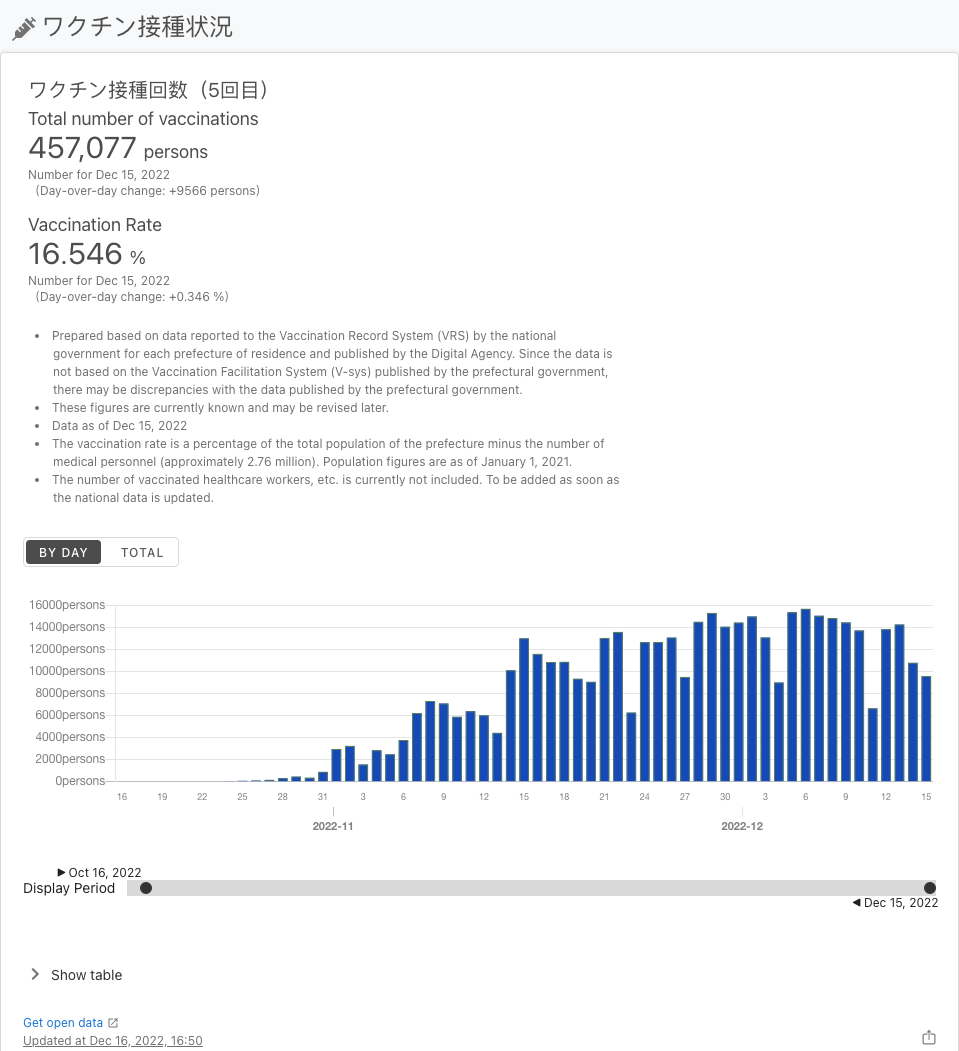 ワクチン接種状況
ワクチン接種回数（5回目）
Total number of vaccinations
457,077 persons
Number for Dec 15, 2022
(Day-over-day change: +9566 persons)
Vaccination Rate
16.546 %
Number for Dec 15, 2022
(Day-over-day change: +0.346 %)
• Prepared based on data reported to the Vaccination Record System (VRS) by the national
government for each prefecture of residence and published by the Digital Agency. Since the data is
not based on the Vaccination Facilitation System (V-sys) published by the prefectural government,
there may be discrepancies with the data published by the prefectural government.
• These figures are currently known and may be revised later.
• Data as of Dec 15, 2022
• The vaccination rate is a percentage of the total population of the prefecture minus the number of
medical personnel (approximately 2.76 million). Population figures are as of January 1, 2021.
• The number of vaccinated healthcare workers, etc. is currently not included. To be added as soon as
the national data is updated.
BY DAY TOTAL
16000persons
14000persons
12000persons
10000persons
8000persons
6000persons
4000persons
2000persons
0persons
16 19 22 25 28 31 3 6 9 12 15 18 21 24 27 30 3 6 9 12 15
2022-11 2022-12
Oct 16, 2022
Display Period
Dec 15, 2022
Show table
Get open data
Updated at Dec 16, 2022, 16:50